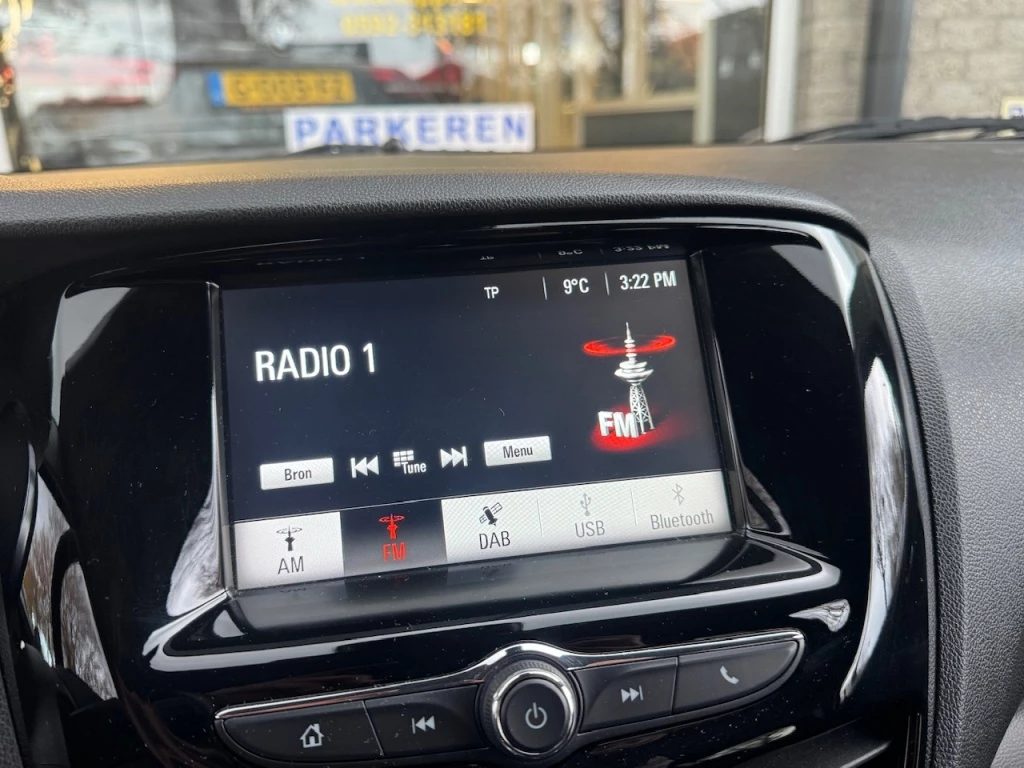 PARKEREN
TP 9°C 3:22 PM
RADIO 1
FM
Bron Tune Menu
AM FM DAB USB Bluetooth